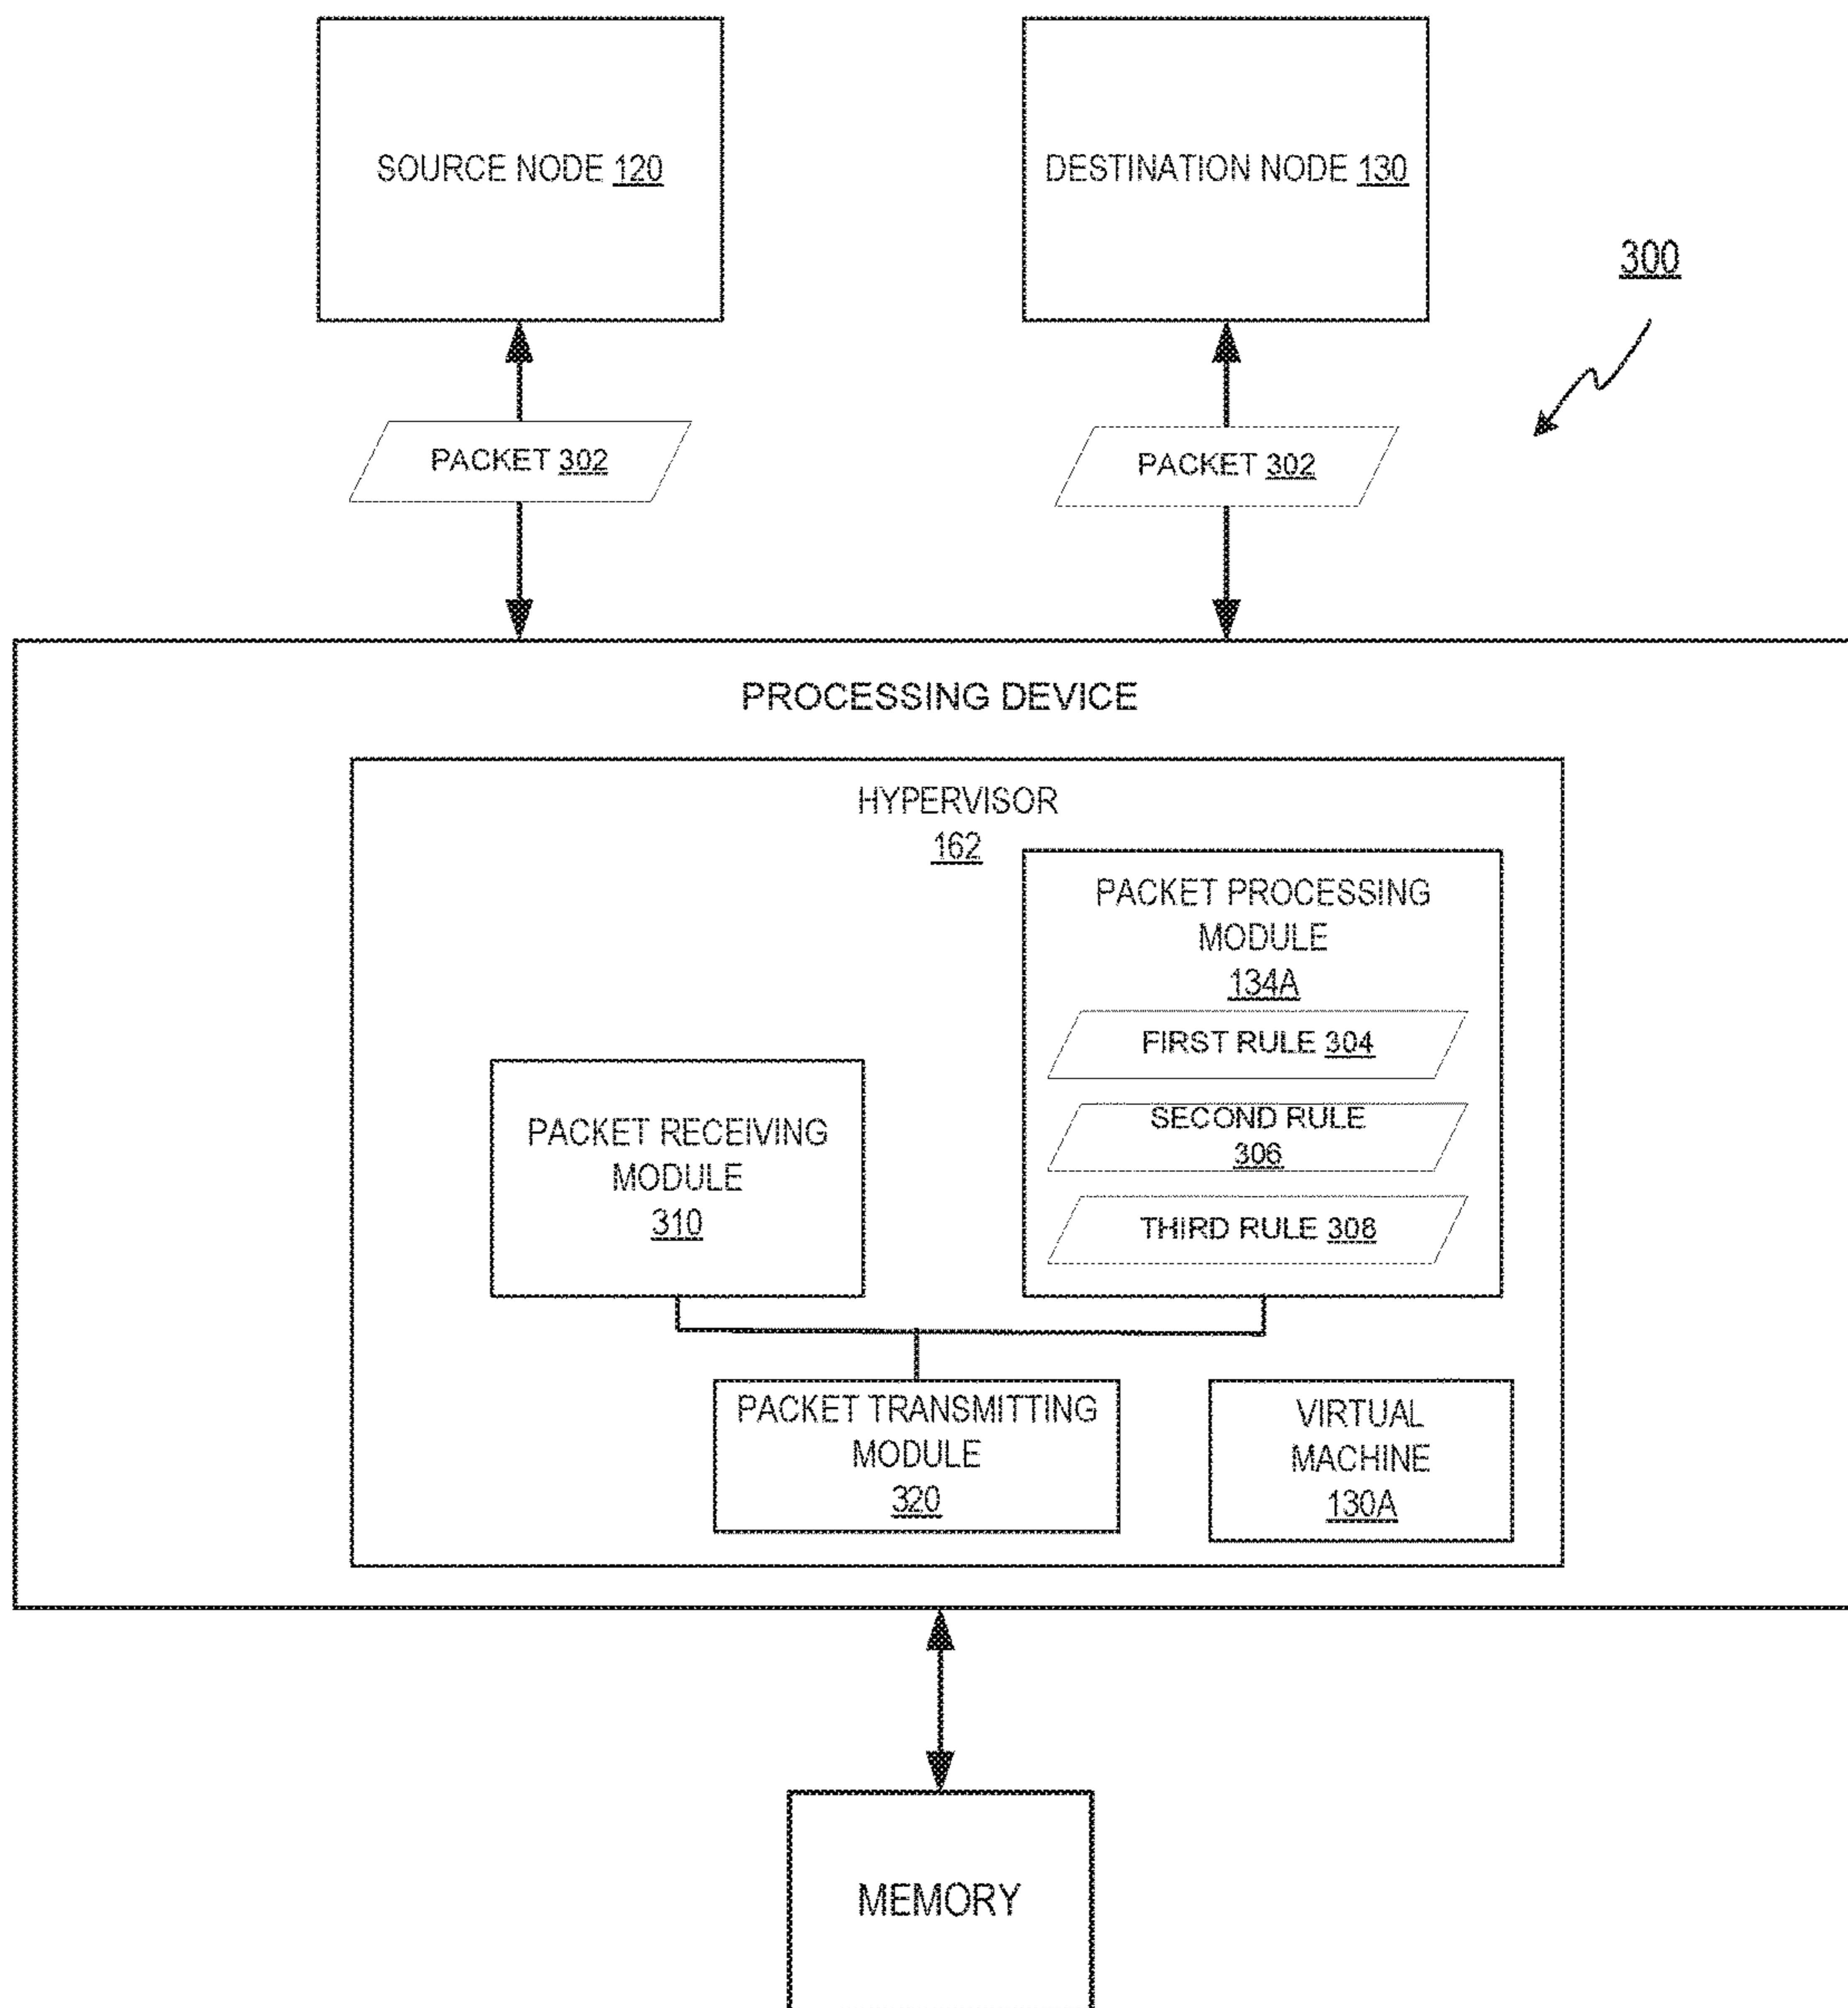 SOURCE NODE 120
DESTINATION NODE 130
300
PACKET 302
PACKET 302
PROCESSING DEVICE
HYPERVISOR
162
PACKET PROCESSING
MODULE
134A
FIRST RULE 304
SECOND RULE
306
THIRD RULE 308
PACKET RECEIVING
MODULE
310
PACKET TRANSMITTING
MODULE
320
VIRTUAL
MACHINE
130A
MEMORY